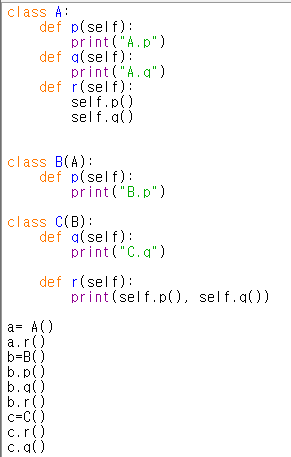 class A:
    def p(self):
        print("A.p")
    def q(self):
        print("A.q")
    def r(self):
        self.p()
        self.q()
class B(A):
    def p(self):
        print("B.p")
class C(B):
    def q(self):
        print("C.q")
    def r(self):
        print(self.p(), self.q())
a= A()
a.r()
b=B()
b.p()
b.q()
b.r()
c=C()
c.r()
c.q()